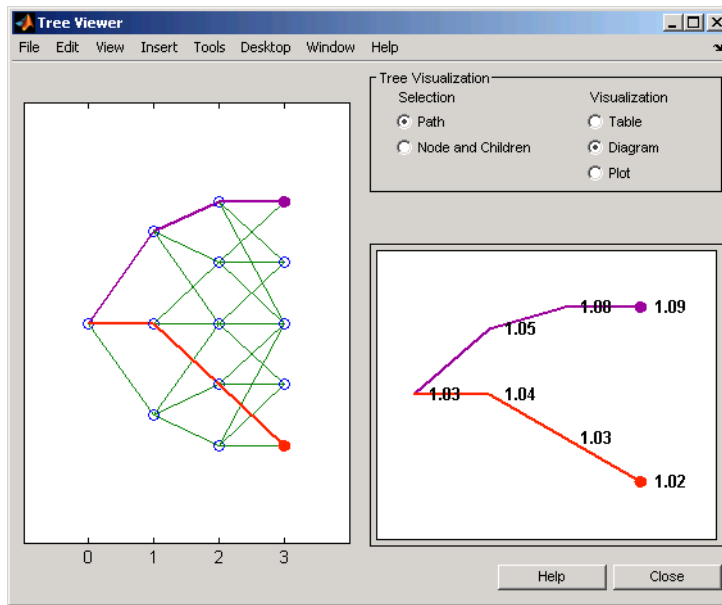 Tree Viewer
File Edit View Insert Tools Desktop Window Help
Tree Visualization
Selection Visualization
Path Table
Node and Children Diagram
Plot
1.08 1.09
1.05
1.03 1.04
1.03
1.02
0 1 2 3
Help Close